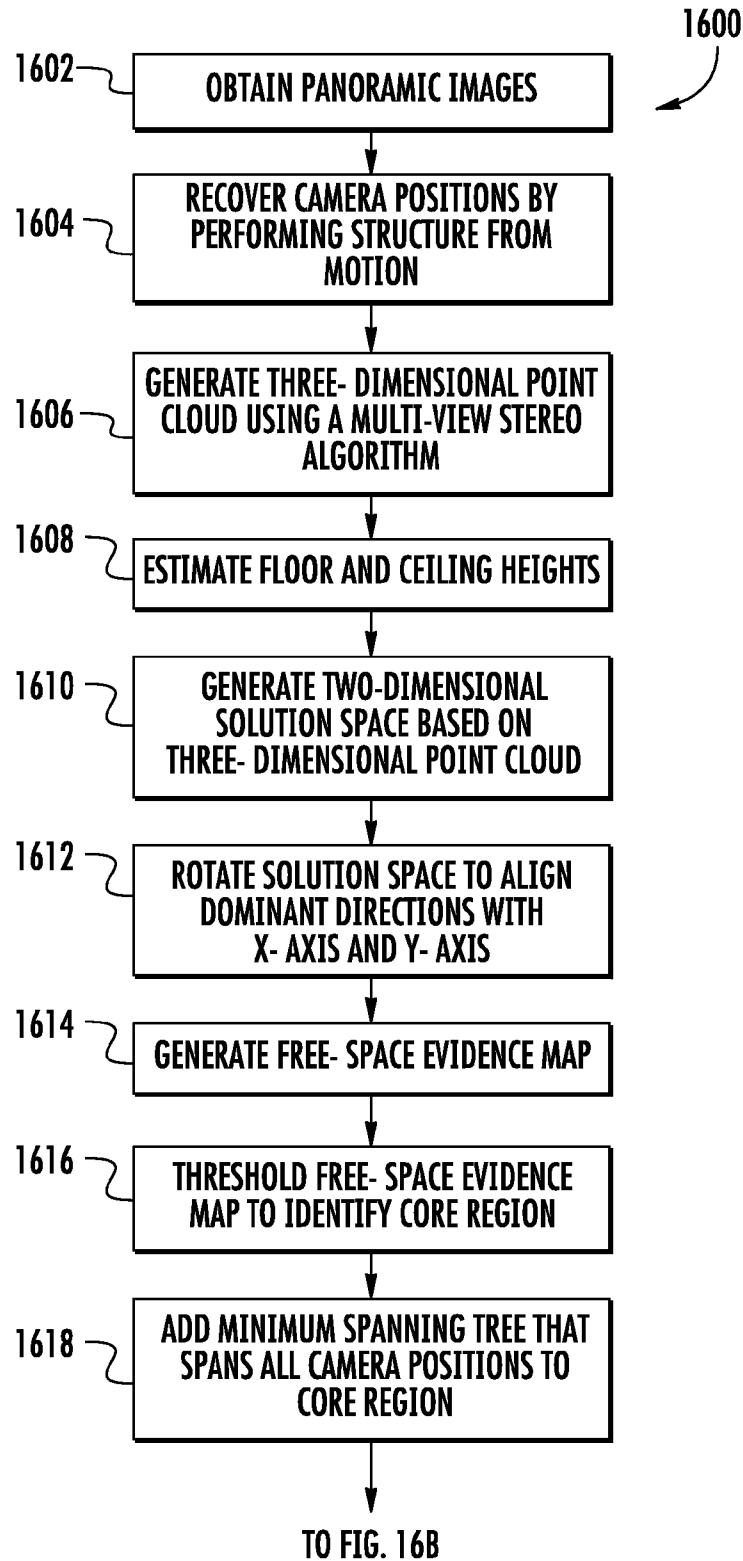 1600
1602
OBTAIN PANORAMIC IMAGES
1604
RECOVER CAMERA POSITIONS BY
PERFORMING STRUCTURE FROM
MOTION
1606
GENERATE THREE- DIMENSIONAL POINT
CLOUD USING A MULTI-VIEW STEREO
ALGORITHM
1608
ESTIMATE FLOOR AND CEILING HEIGHTS
1610
GENERATE TWO-DIMENSIONAL
SOLUTION SPACE BASED ON
THREE- DIMENSIONAL POINT CLOUD
1612
ROTATE SOLUTION SPACE TO ALIGN
DOMINANT DIRECTIONS WITH
X- AXIS AND Y- AXIS
1614
GENERATE FREE- SPACE EVIDENCE MAP
1616
THRESHOLD FREE- SPACE EVIDENCE
MAP TO IDENTIFY CORE REGION
1618
ADD MINIMUM SPANNING TREE THAT
SPANS ALL CAMERA POSITIONS TO
CORE REGION
TO FIG. 16B